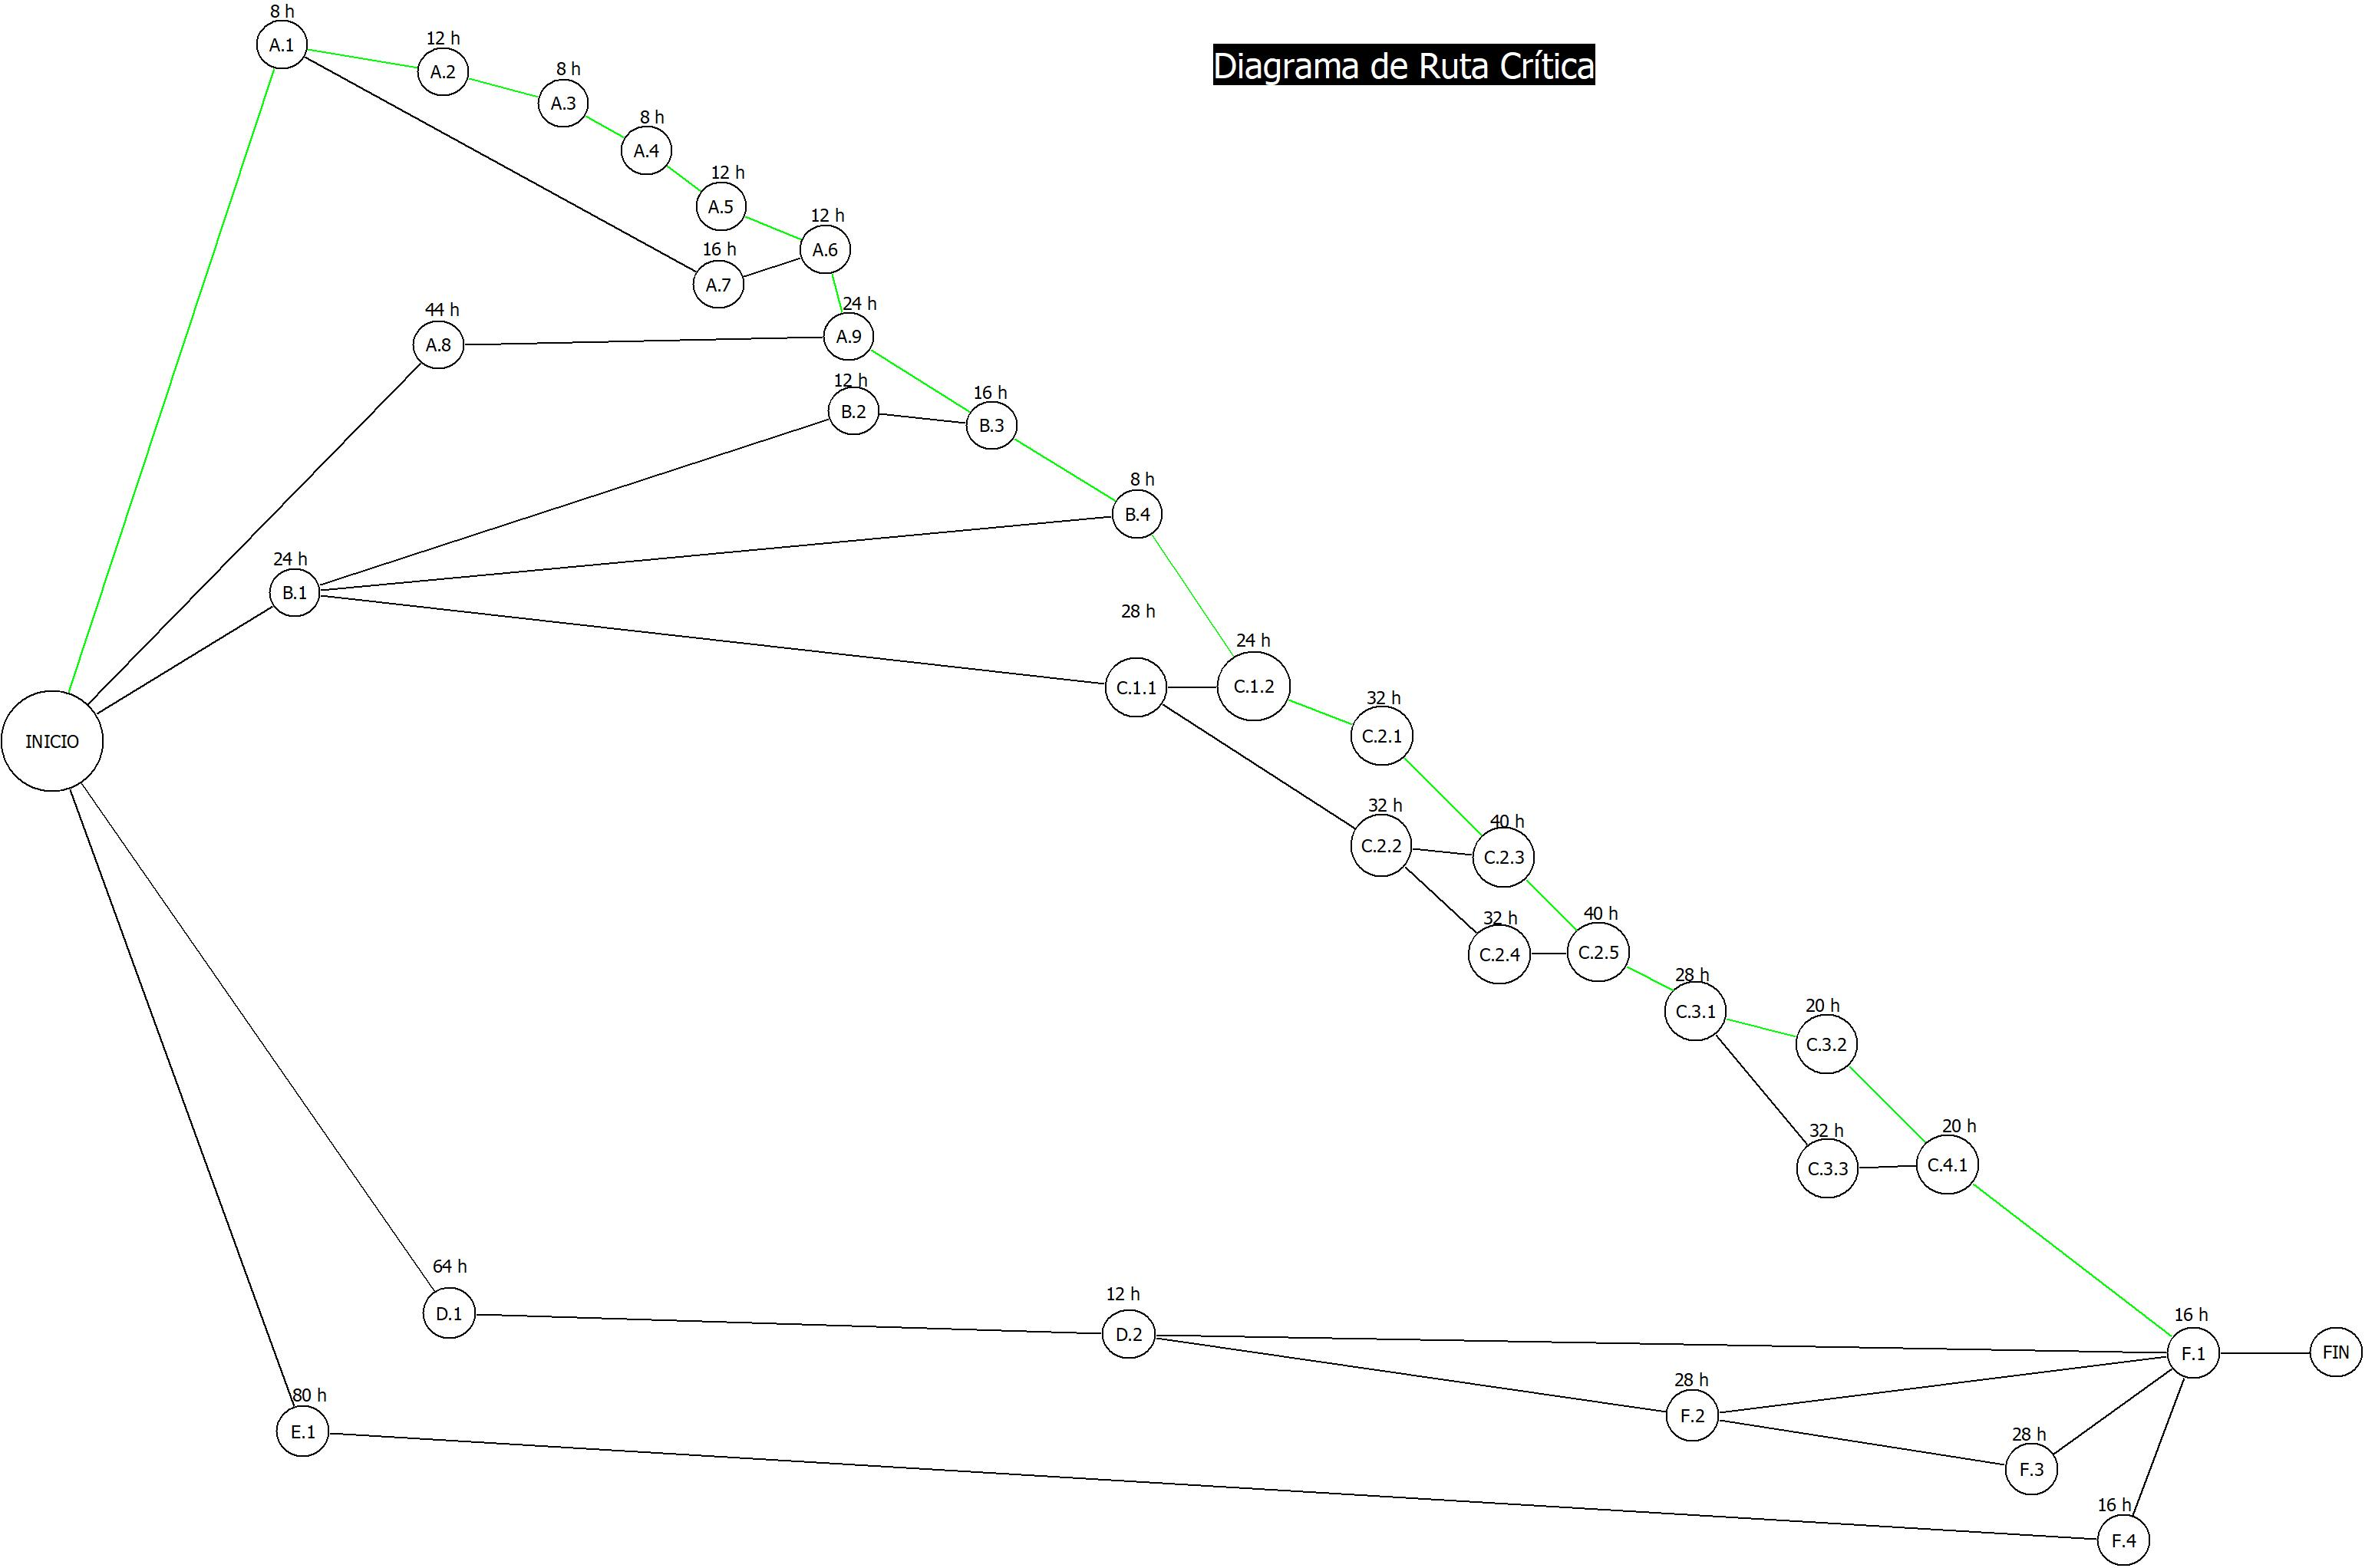 Diagrama de Ruta Crítica
8 h
A.1
12 h
A.2
8 h
A.3
8 h
A.4
12 h
A.5
12 h
A.6
16 h
A.7
44 h
A.8
24 h
A.9
12 h
B.2
16 h
B.3
8 h
B.4
24 h
B.1
28 h
C.1.1
24 h
C.1.2
INICIO
32 h
C.2.1
32 h
C.2.2
40 h
C.2.3
32 h
C.2.4
40 h
C.2.5
28 h
C.3.1
20 h
C.3.2
32 h
C.3.3
20 h
C.4.1
64 h
D.1
12 h
D.2
16 h
F.1
FIN
80 h
E.1
28 h
F.2
28 h
F.3
16 h
F.4